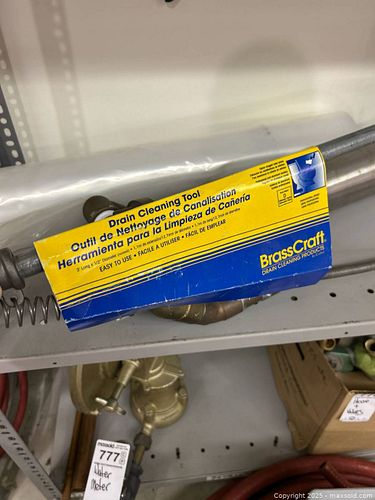 Drain Cleaning Tool
Outil de Nettoyage de Canalisation
Herramienta para la Limpieza de Cañería
EASY TO USE • FACILE A UTILISER • FÁCIL DE EMPLEAR
BrassCraft
DRAIN CLEANING PRODUCTS
maxsold
777
Water
Meter
Copyright © 2025 - maxsold.com